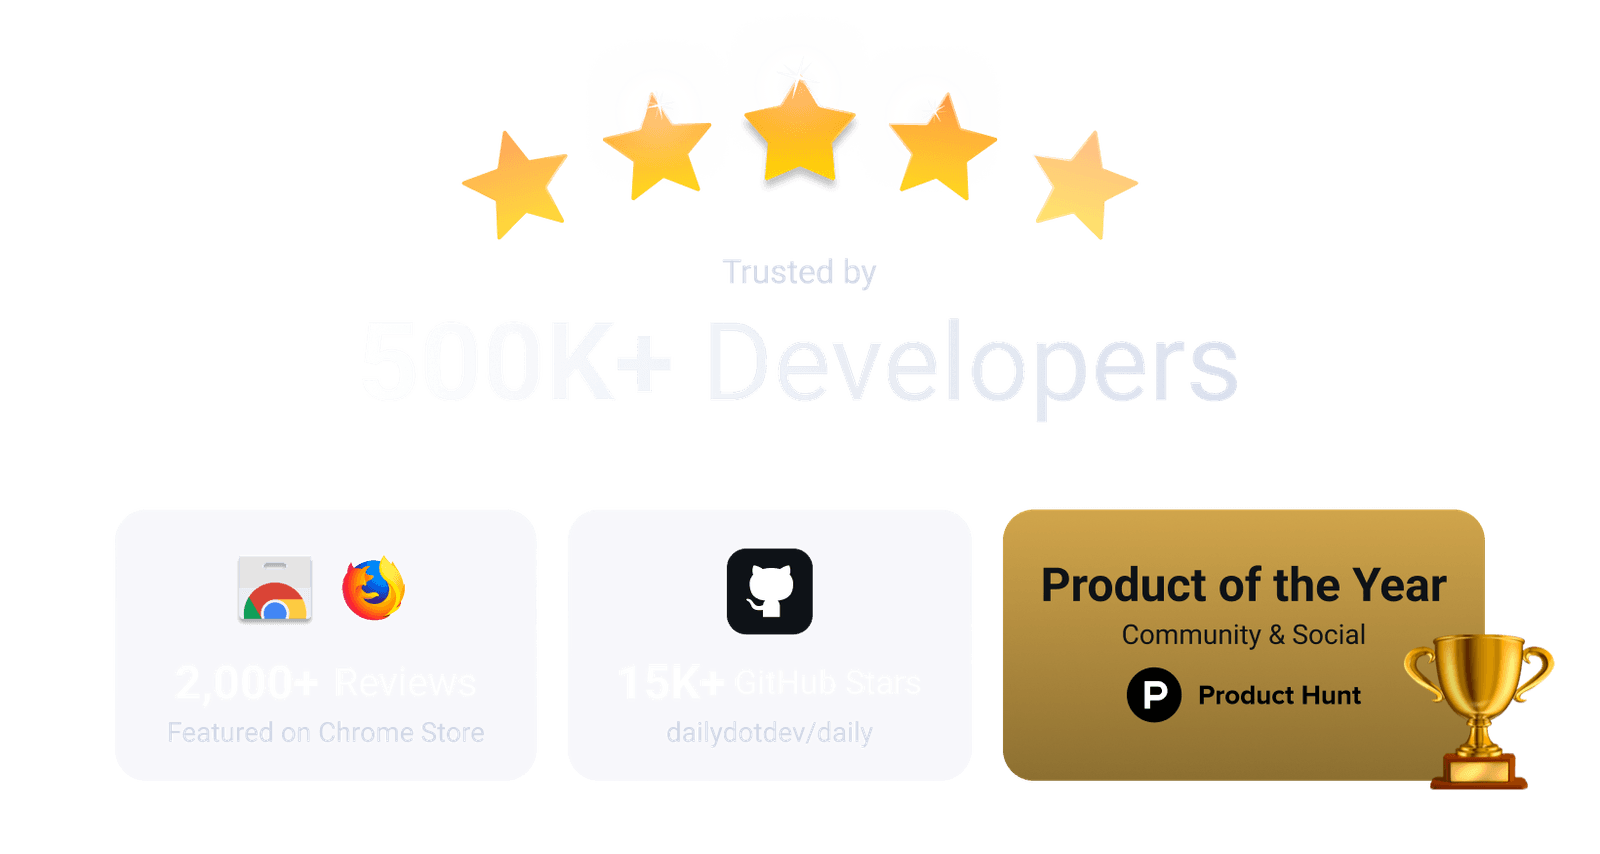 Trusted by
500K+ Developers
2,000+ Reviews
Featured on Chrome Store
15K+ GitHub Stars
dailydotdev/daily
Product of the Year
Community & Social
P Product Hunt